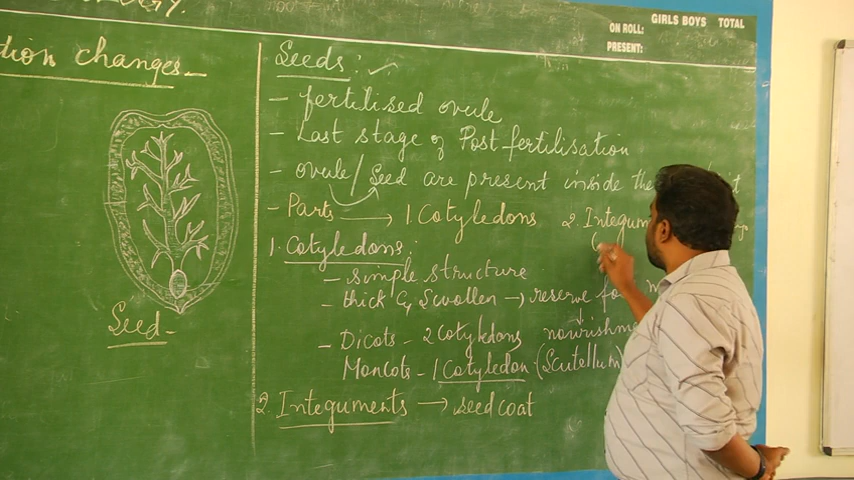 GIRLS BOYS TOTAL
ON ROLL:
PRESENT:
tion changes
Seed
Seeds:
- fertilised ovule
- Last stage of Post fertilisation
- ovule/Seed are present inside the
- Parts → 1 Cotyledons 2. Integum
1. Cotyledons:
- simple structure
- thick & Swollen → reserve fo
↓
nourishme
- Dicots - 2 Cotyledons
Moncots - 1 Cotyledon (Scutellum)
2. Integuments → seed coat